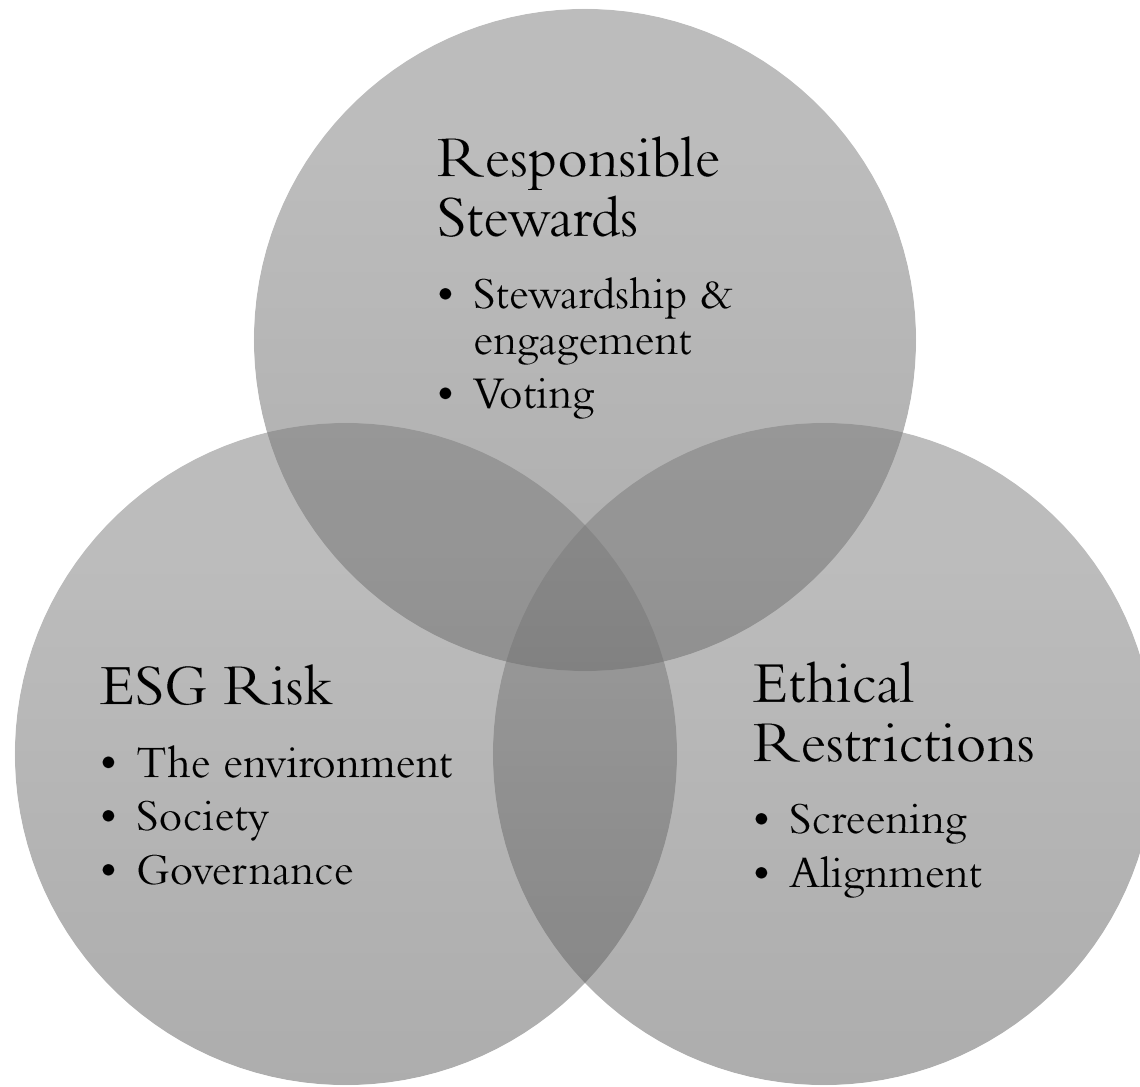 Responsible
Stewards
• Stewardship &
engagement
• Voting
ESG Risk
• The environment
• Society
• Governance
Ethical
Restrictions
• Screening
• Alignment